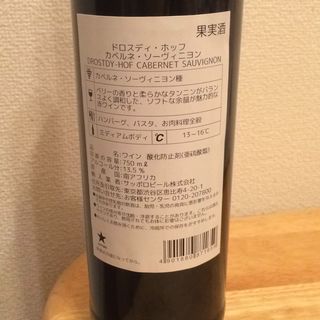 果実酒
ドロスディ・ホッフ
カベルネ・ソーヴィニヨン
DROSTDY-HOF CABERNET SAUVIGNON
カベルネ・ソーヴィニヨン種
ベリーの香りと柔らかなタンニンがバラン
スよく調和した、ソフトな余韻が魅力的な
赤ワインです。
ハンバーグ、パスタ、お肉料理全般
ミディアムボディ ℃ 13~16℃
品名:ワイン 酸化防止剤(亜硫酸塩)
容量:750㎖
13.5%
国:南アフリカ
サッポロビール株式会社
東京都渋谷区恵比寿4-20-1
お客様センター 0120-207800